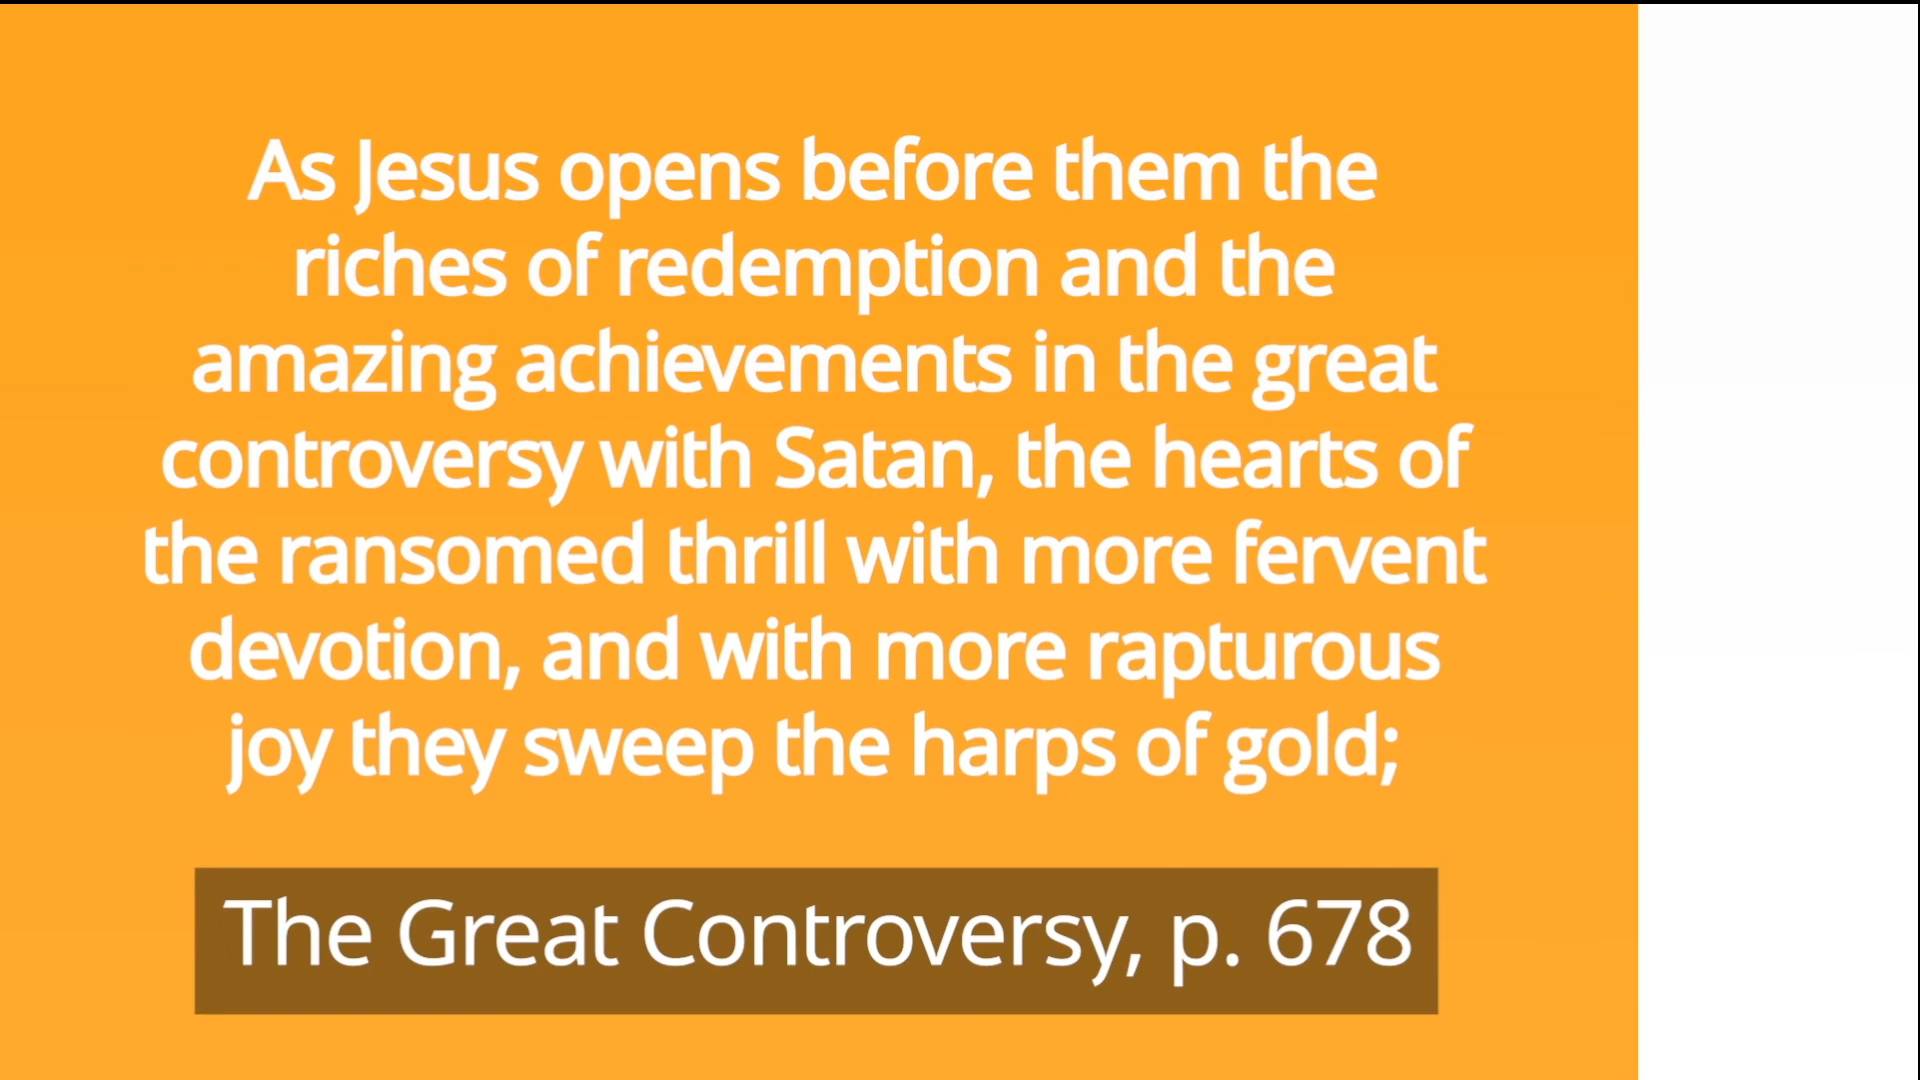 As Jesus opens before them the
riches of redemption and the
amazing achievements in the great
controversy with Satan, the hearts of
the ransomed thrill with more fervent
devotion, and with more rapturous
joy they sweep the harps of gold;
The Great Controversy, p. 678